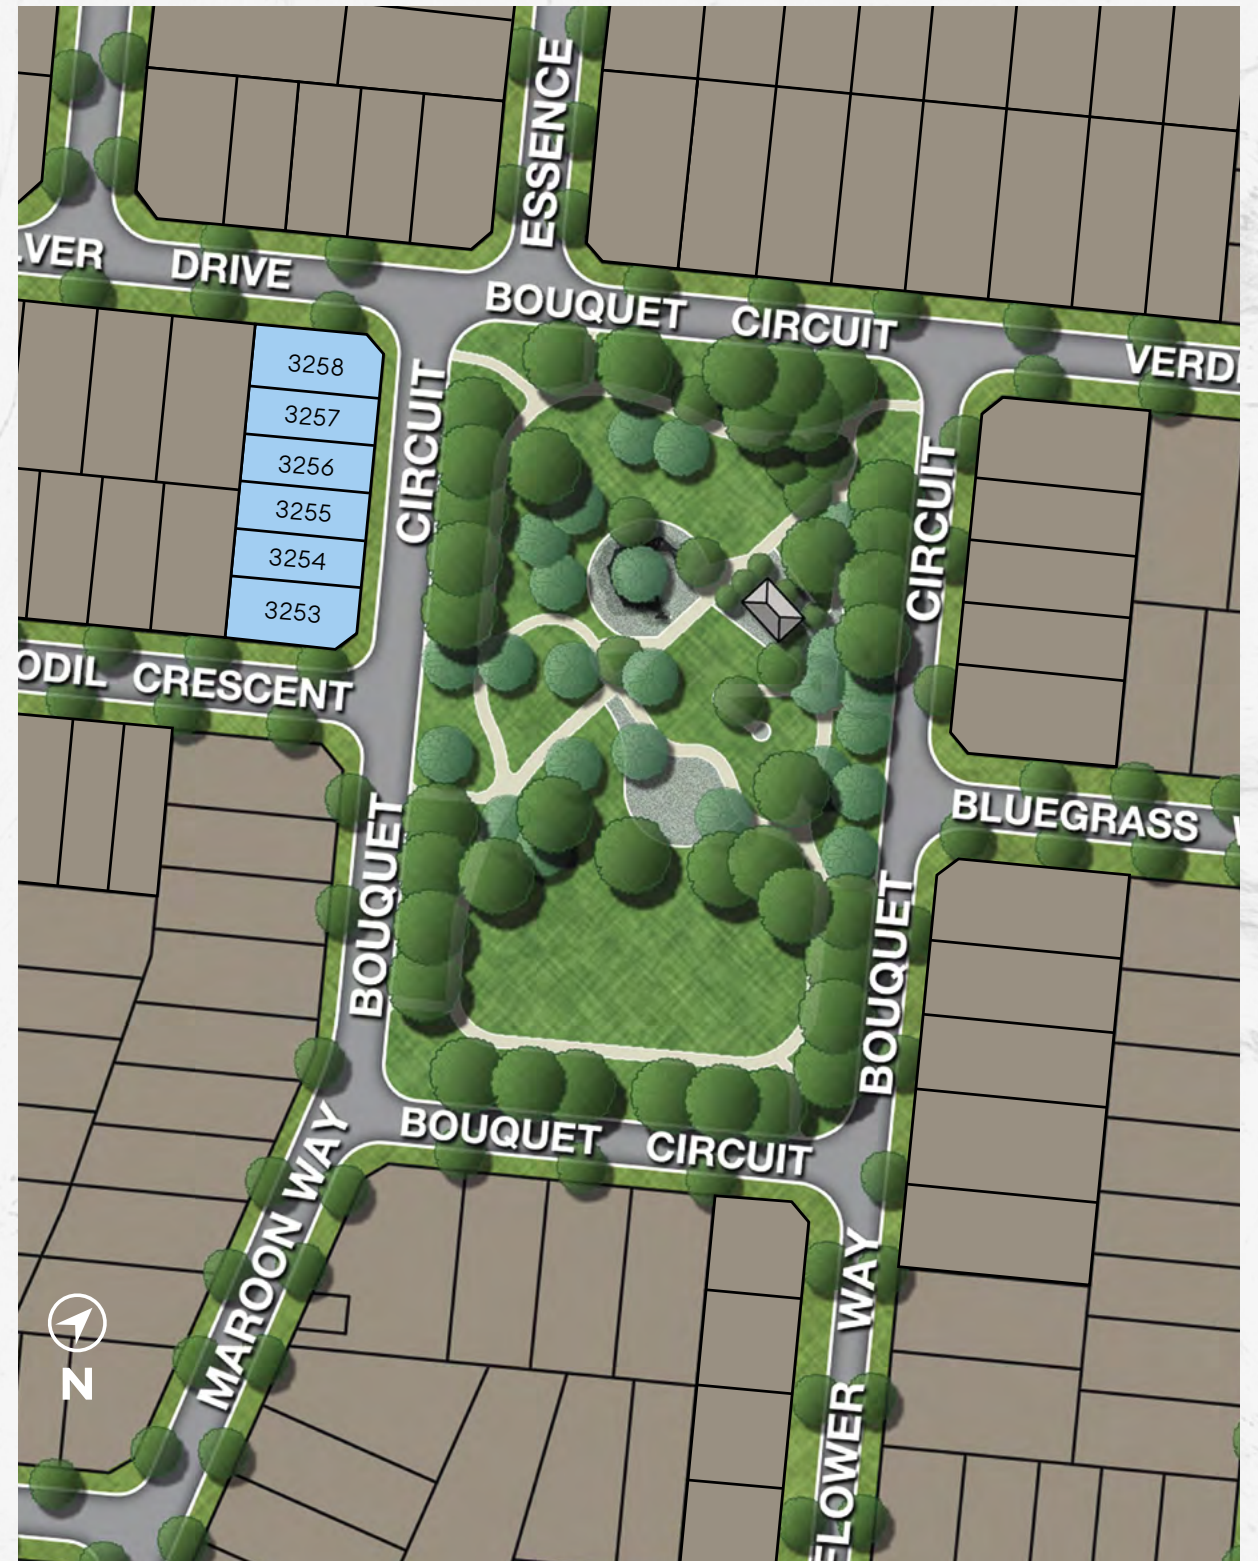 ESSENCE
LVER DRIVE
BOUQUET CIRCUIT
VERD
3258
3257
3256
3255
3254
3253
CIRCUIT
CIRCUIT
ODIL CRESCENT
BLUEGRASS
BOUQUET
BOUQUET
BOUQUET CIRCUIT
MAROON WAY
FLOWER WAY
N